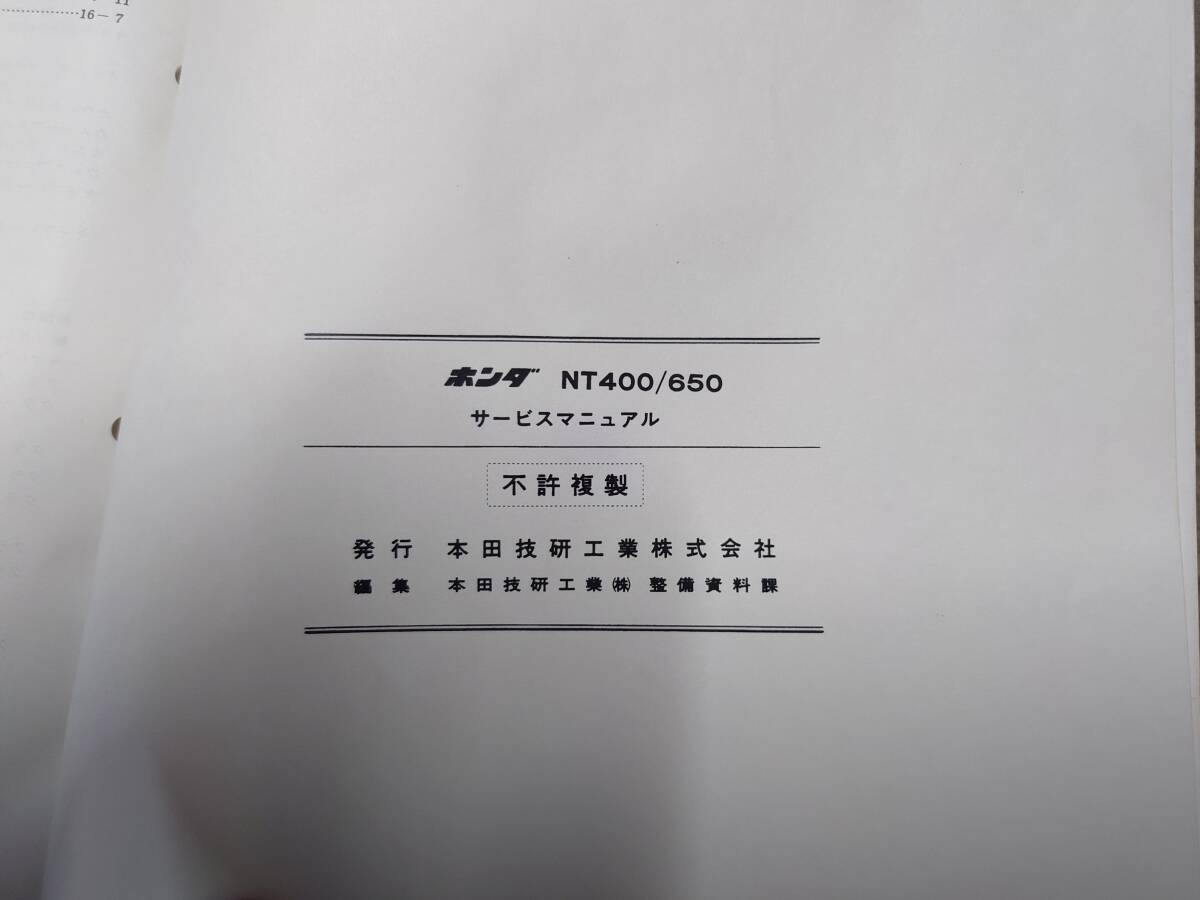 11
16－ 7
ホンダ NT400/650
サービスマニュアル
不許複製
発行 本田技研工業株式会社
編集 本田技研工業㈱ 整備資料課